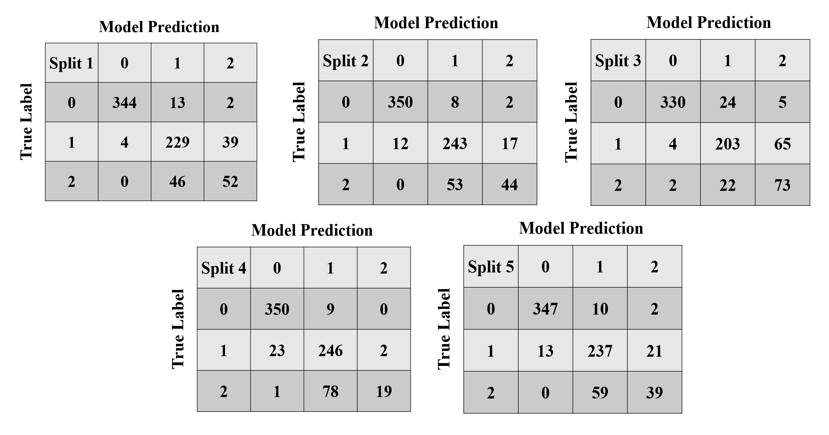 Model Prediction
True Label
Split 1 0 1 2
0 344 13 2
1 4 229 39
2 0 46 52
Model Prediction
True Label
Split 2 0 1 2
0 350 8 2
1 12 243 17
2 0 53 44
Model Prediction
True Label
Split 3 0 1 2
0 330 24 5
1 4 203 65
2 2 22 73
Model Prediction
True Label
Split 4 0 1 2
0 350 9 0
1 23 246 2
2 1 78 19
Model Prediction
True Label
Split 5 0 1 2
0 347 10 2
1 13 237 21
2 0 59 39